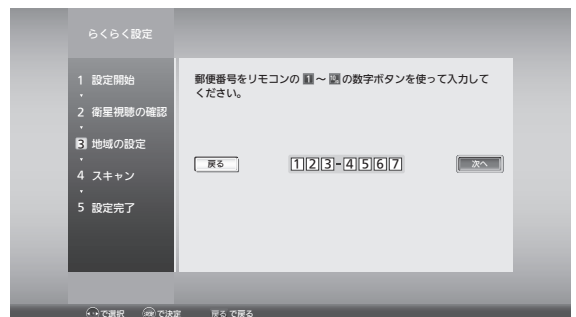 らくらく設定
1 設定開始
2 衛星視聴の確認
3 地域の設定
4 スキャン
5 設定完了
郵便番号をリモコンの 1 ~ の数字ボタンを使って入力して
ください。
戻る 123-4567 次へ
で選択 で決定 戻る で戻る